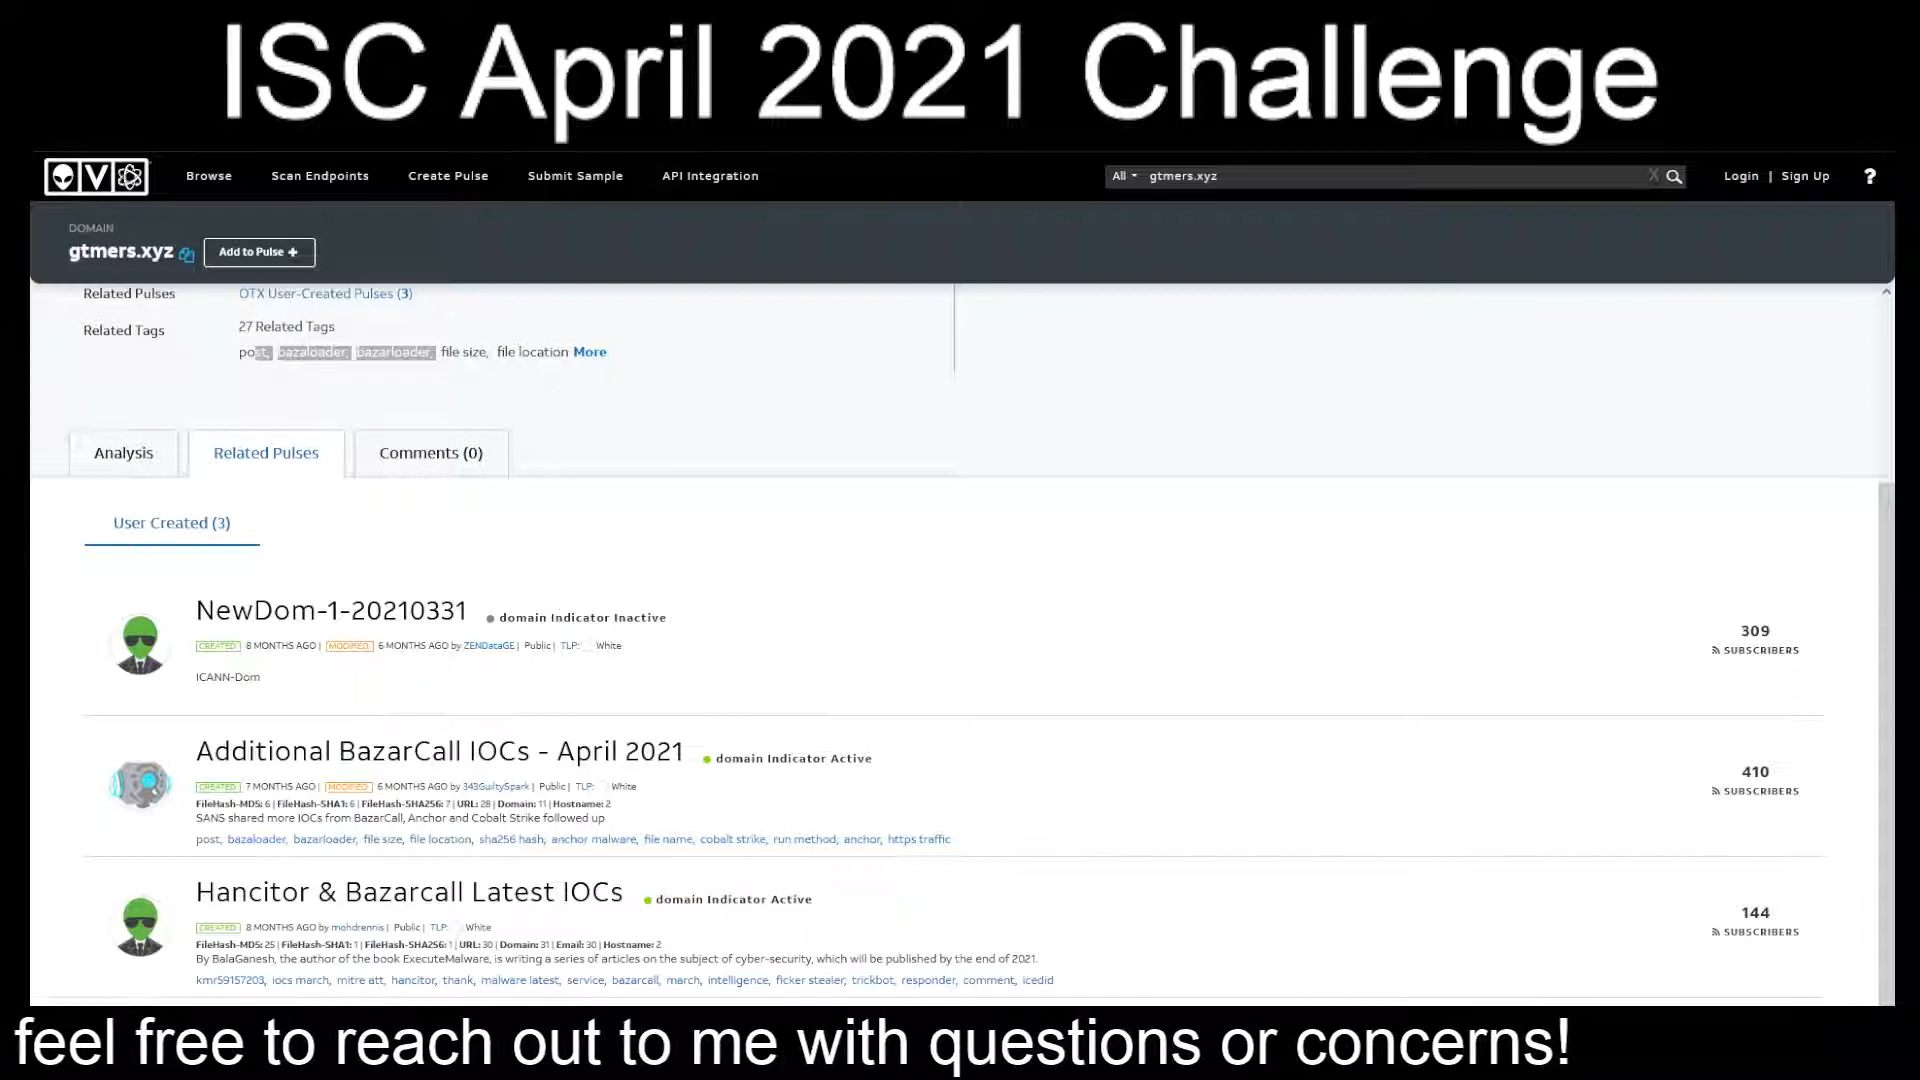 ISC April 2021 Challenge
V Browse Scan Endpoints Create Pulse Submit Sample API Integration All gtmers.xyz X Login | Sign Up ?
DOMAIN
gtmers.xyz Add to Pulse +
Related Pulses OTX User-Created Pulses (3)
Related Tags 27 Related Tags
post, bazaloader, bazarloader, file size, file location More
Analysis Related Pulses Comments (0)
User Created (3)
NewDom-1-20210331 domain Indicator Inactive
CREATED 8 MONTHS AGO | MODIFIED 6 MONTHS AGO by ZENDataGE | Public | TLP: White
309
SUBSCRIBERS
ICANN-Dom
Additional BazarCall IOCs - April 2021 domain Indicator Active
CREATED 7 MONTHS AGO | MODIFIED 6 MONTHS AGO by 343GuiltySpark | Public | TLP: White
410
SUBSCRIBERS
FileHash-MD5: 6 | FileHash-SHA1: 6 | FileHash-SHA256: 7 | URL: 28 | Domain: 11 | Hostname: 2
SANS shared more IOCs from BazarCall, Anchor and Cobalt Strike followed up
post, bazaloader, bazarloader, file size, file location, sha256 hash, anchor malware, file name, cobalt strike, run method, anchor, https traffic
Hancitor & Bazarcall Latest IOCs domain Indicator Active
CREATED 8 MONTHS AGO by mohdrennis | Public | TLP: White
144
SUBSCRIBERS
FileHash-MD5: 25 | FileHash-SHA1: 1 | FileHash-SHA256: 1 | URL: 30 | Domain: 31 | Email: 30 | Hostname: 2
By BalaGanesh, the author of the book ExecuteMalware, is writing a series of articles on the subject of cyber-security, which will be published by the end of 2021.
kmr59157203, iocs march, mitre att, hancitor, thank, malware latest, service, bazarcall, march, intelligence, ficker stealer, trickbot, responder, comment, icedid
feel free to reach out to me with questions or concerns!